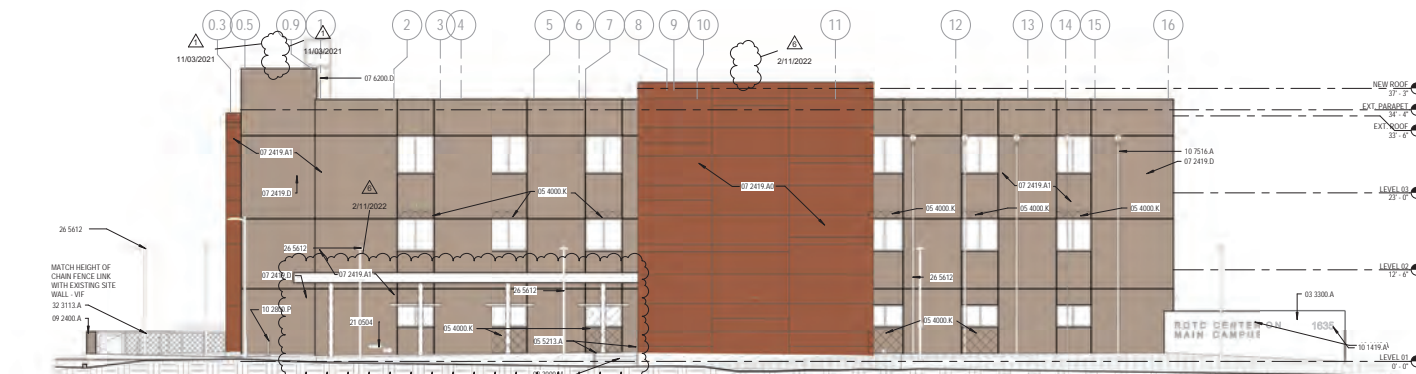 0.3 0.5 0.9 1 2 3 4 5 6 7 8 9 10 11 12 13 14 15 16
1
11/03/2021
1
11/03/2021
6
2/11/2022
07 6200.D
NEW ROOF
37' - 3"
EXT. PARAPET
34' - 4"
EXT. ROOF
33' - 6"
07 2419.A1
10 7516.A
07 2419.D
07 2419.D
6
2/11/2022
05 4000.K
07 2419.A0
07 2419.A1
05 4000.K
05 4000.K
05 4000.K
LEVEL 03
23' - 0"
26 5612
26 5612
MATCH HEIGHT OF
CHAIN FENCE LINK
WITH EXISTING SITE
WALL - VIF
32 3113.A
09 2400.A
07 2419.D
07 2419.A1
26 5612
26 5612
LEVEL 02
12' - 6"
21 0504
05 4000.K
05 5213.A
05 4000.K
03 3300.A
ROTC CENTER ON
MAIN CAMPUS
10 1419.A
LEVEL 01
0' - 0"